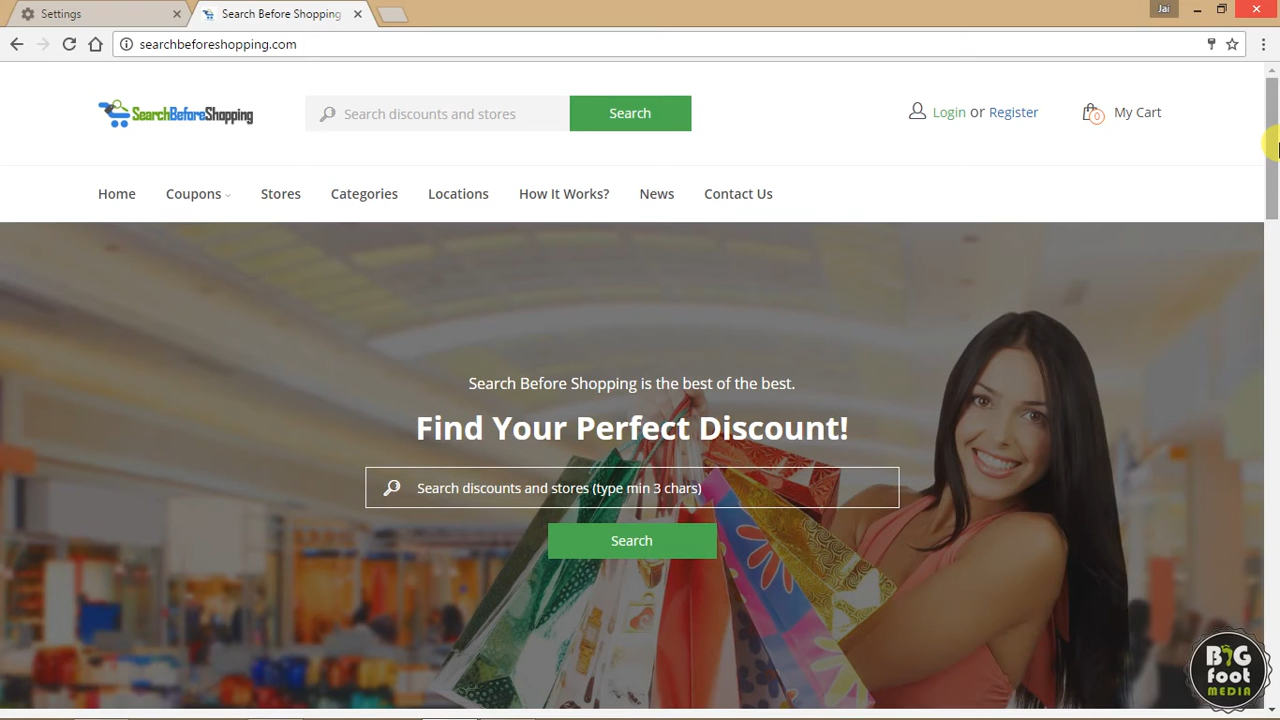 Settings
Search Before Shopping
Jai
searchbeforeshopping.com
SearchBeforeShopping
Search discounts and stores
Search
Login or Register
0
My Cart
Home
Coupons
Stores
Categories
Locations
How It Works?
News
Contact Us
Search Before Shopping is the best of the best.
Find Your Perfect Discount!
Search discounts and stores (type min 3 chars)
Search
BIG
foot
MEDIA